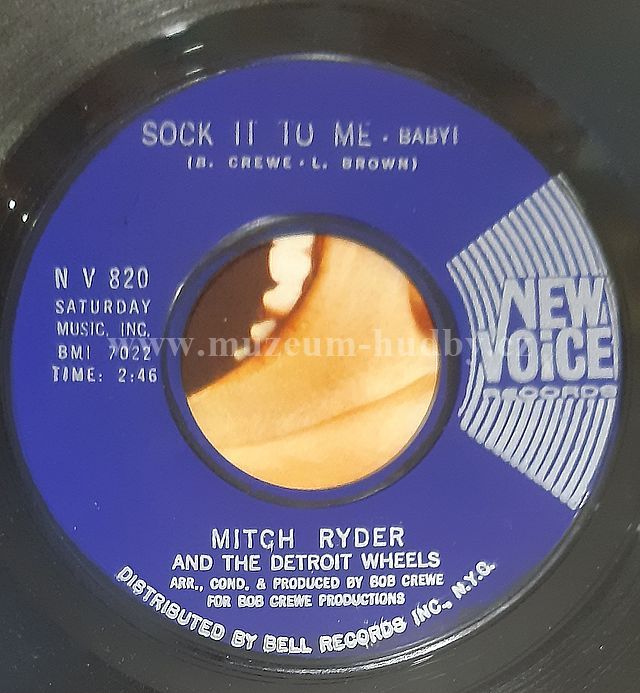 SOCK IT TO ME - BABY!
(B. CREWE - L. BROWN)
N V 820
SATURDAY
MUSIC, INC.
BMI 7022
TIME: 2:46
NEW
VOICE
RECORDS
www.muzeum-hudby.cz
MITCH RYDER
AND THE DETROIT WHEELS
ARR., COND. & PRODUCED BY BOB CREWE
FOR BOB CREWE PRODUCTIONS
DISTRIBUTED BY BELL RECORDS INC., N.Y.C.